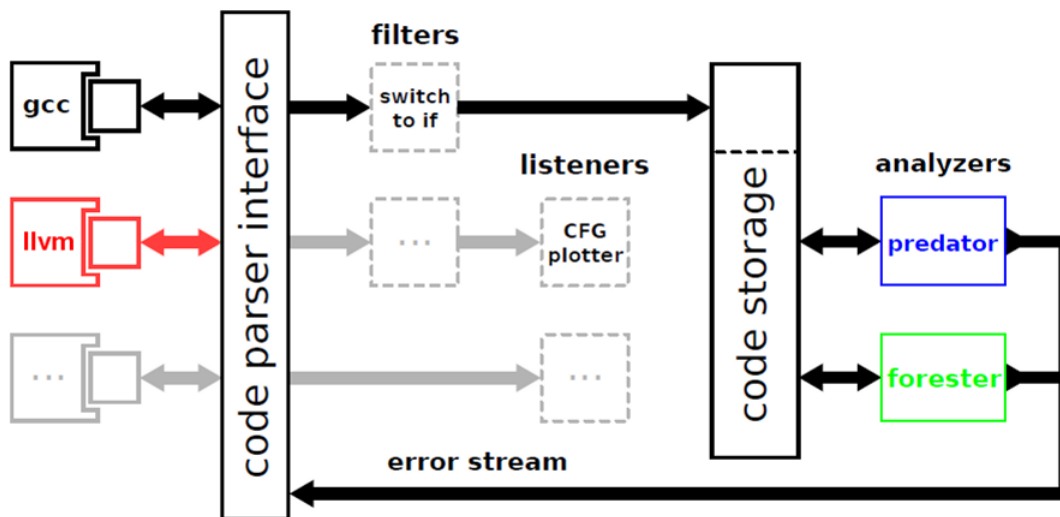 filters
gcc
code parser interface
switch
to if
listeners
analyzers
llvm
...
CFG
plotter
code storage
predator
...
...
forester
error stream